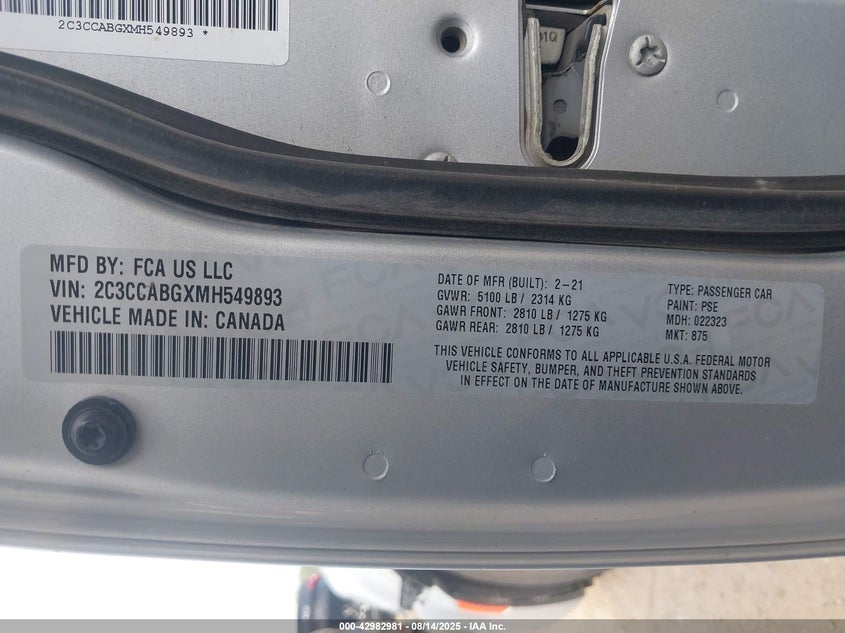 2C3CCABGXMH549893 *
01Q
MFD BY: FCA US LLC
VIN: 2C3CCABGXMH549893
VEHICLE MADE IN: CANADA
DATE OF MFR (BUILT): 2-21
GVWR: 5100 LB / 2314 KG
GAWR FRONT: 2810 LB / 1275 KG
GAWR REAR: 2810 LB / 1275 KG
TYPE: PASSENGER CAR
PAINT: PSE
MDH: 022323
MKT: 875
THIS VEHICLE CONFORMS TO ALL APPLICABLE U.S.A. FEDERAL MOTOR
VEHICLE SAFETY, BUMPER, AND THEFT PREVENTION STANDARDS
IN EFFECT ON THE DATE OF MANUFACTURE SHOWN ABOVE.
000-42982981 - 08/14/2025 - IAA Inc.